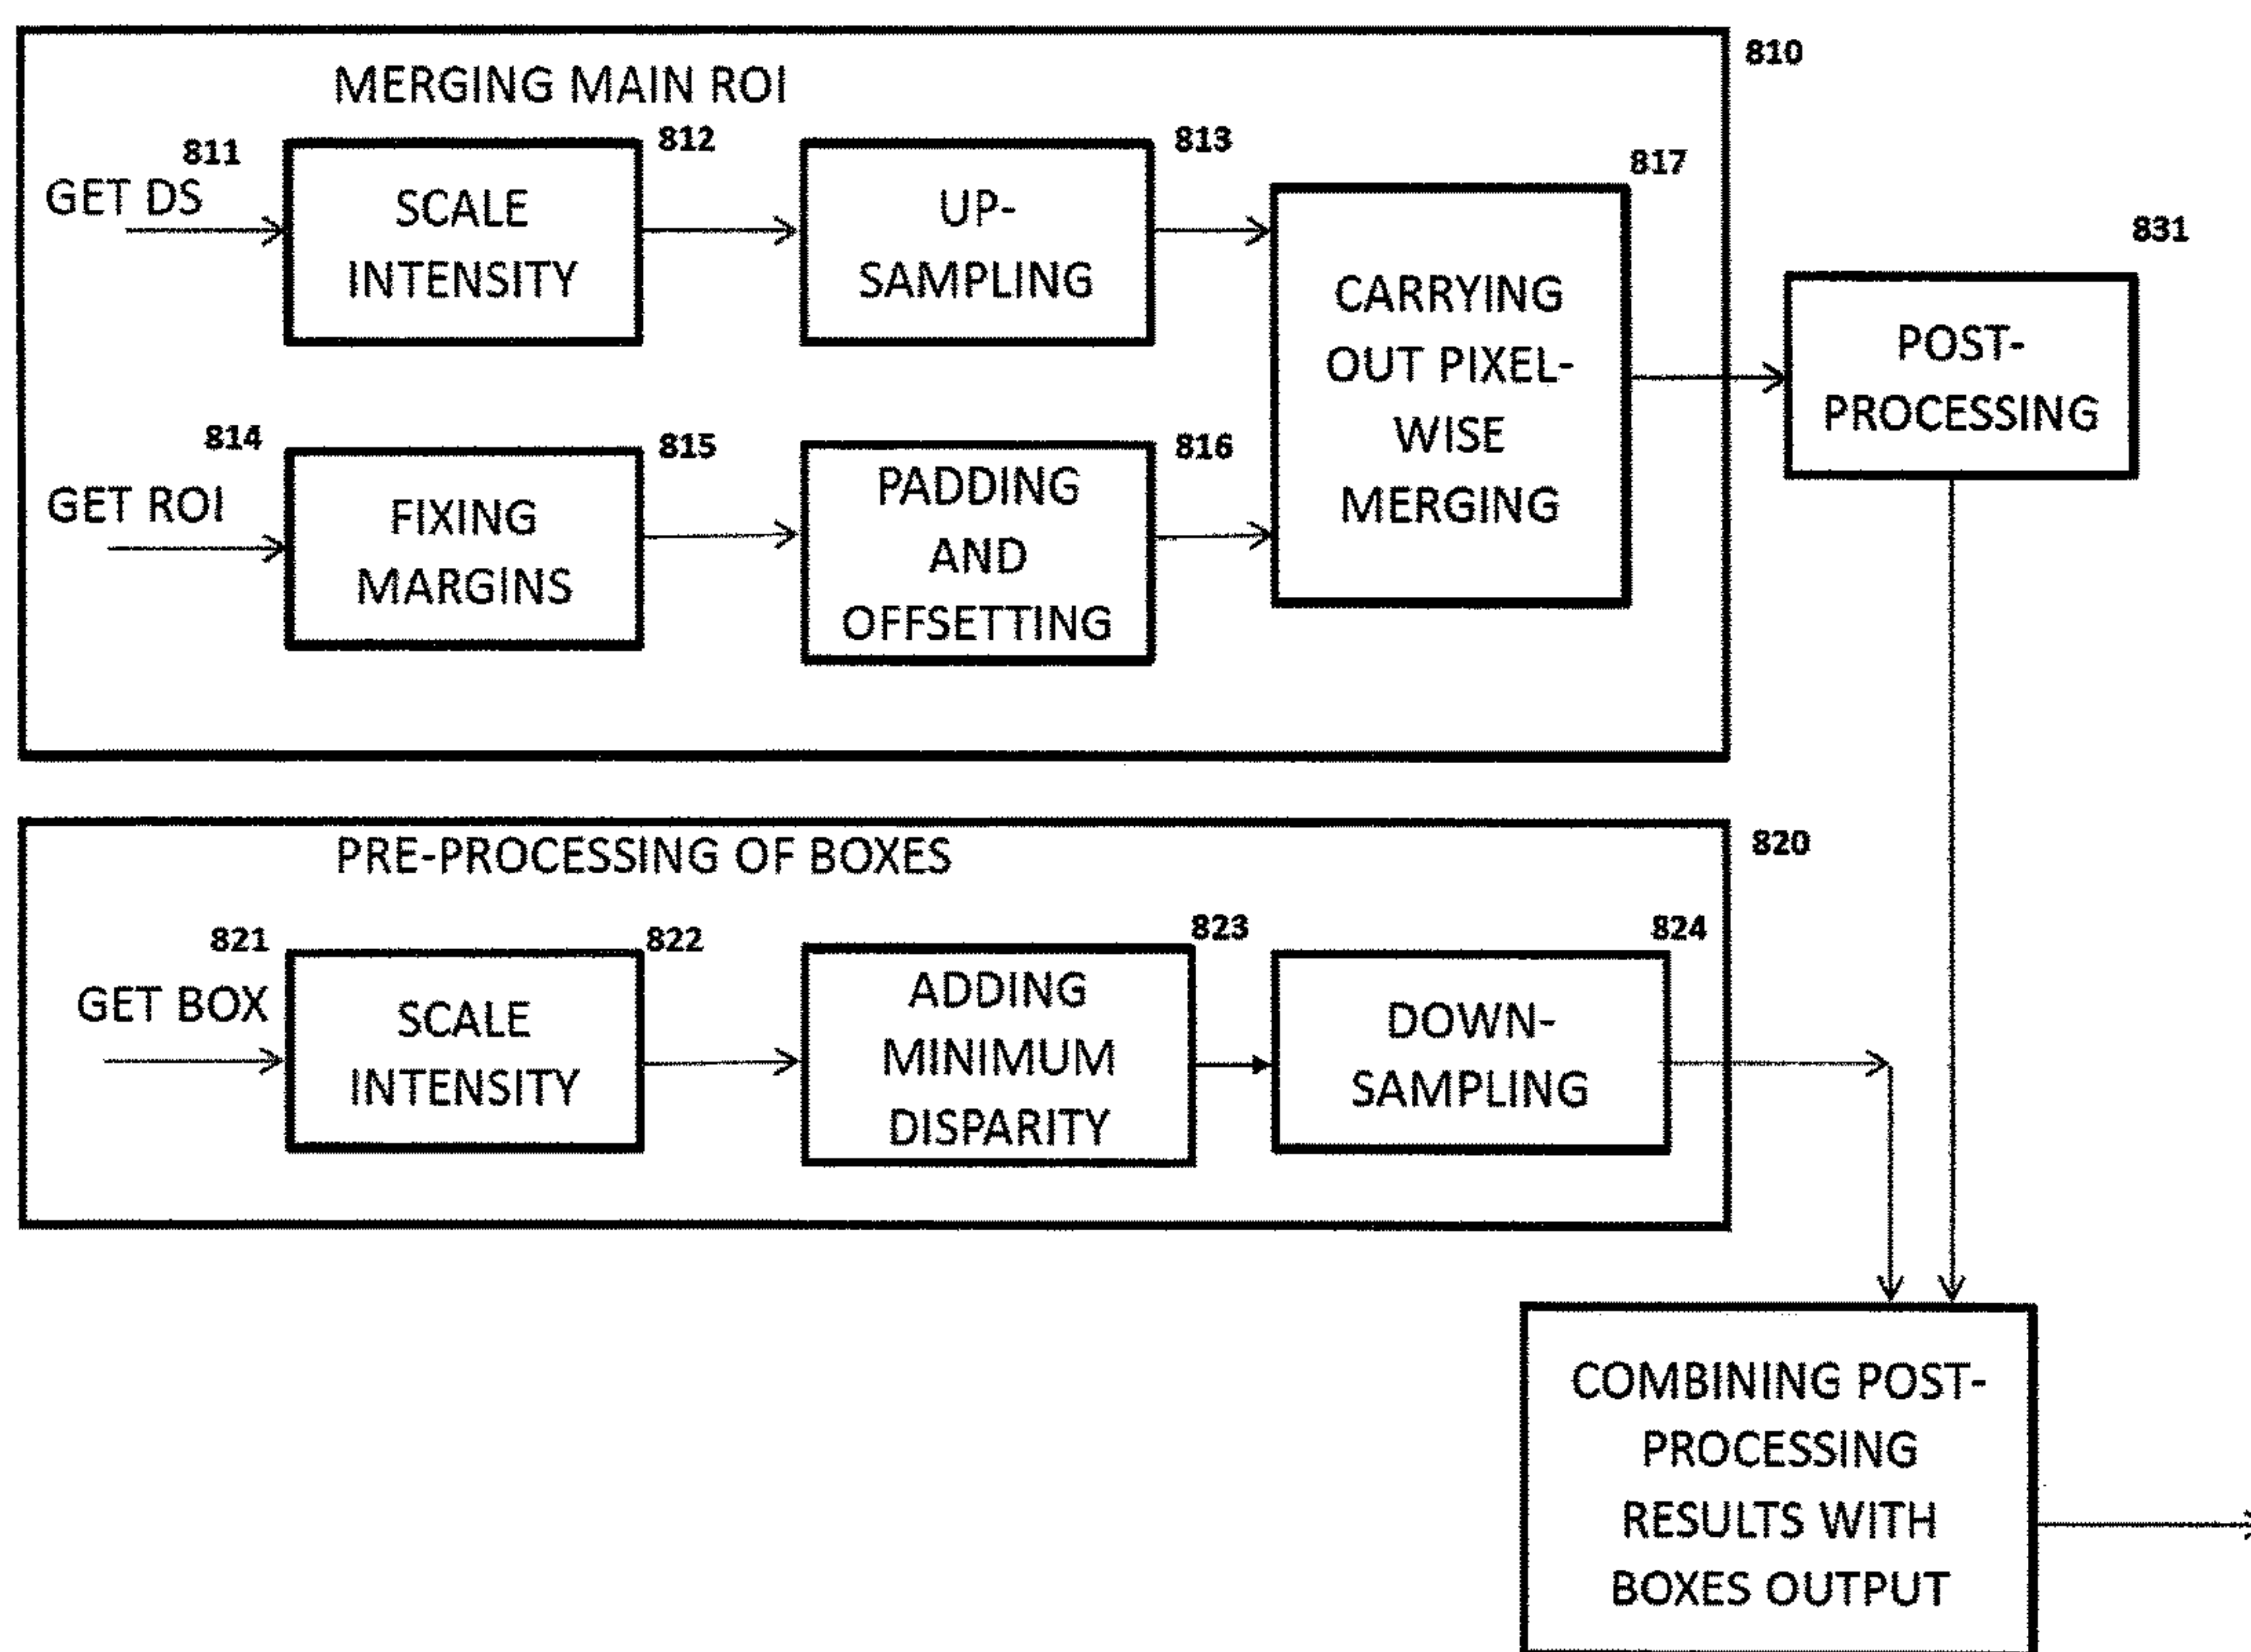 810
MERGING MAIN ROI
811
GET DS
812
SCALE
INTENSITY
813
UP-
SAMPLING
814
GET ROI
815
FIXING
MARGINS
816
PADDING
AND
OFFSETTING
817
CARRYING
OUT PIXEL-
WISE
MERGING
831
POST-
PROCESSING
820
PRE-PROCESSING OF BOXES
821
GET BOX
822
SCALE
INTENSITY
823
ADDING
MINIMUM
DISPARITY
824
DOWN-
SAMPLING
COMBINING POST-
PROCESSING
RESULTS WITH
BOXES OUTPUT